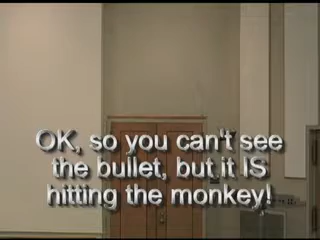 OK, so you can't see
the bullet, but it IS
hitting the monkey!